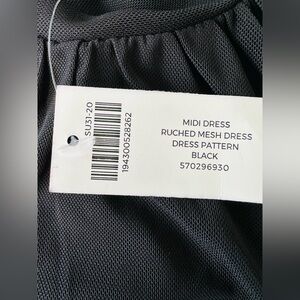 SU31-20
194300528262
MIDI DRESS
RUCHED MESH DRESS
DRESS PATTERN
BLACK
570296930